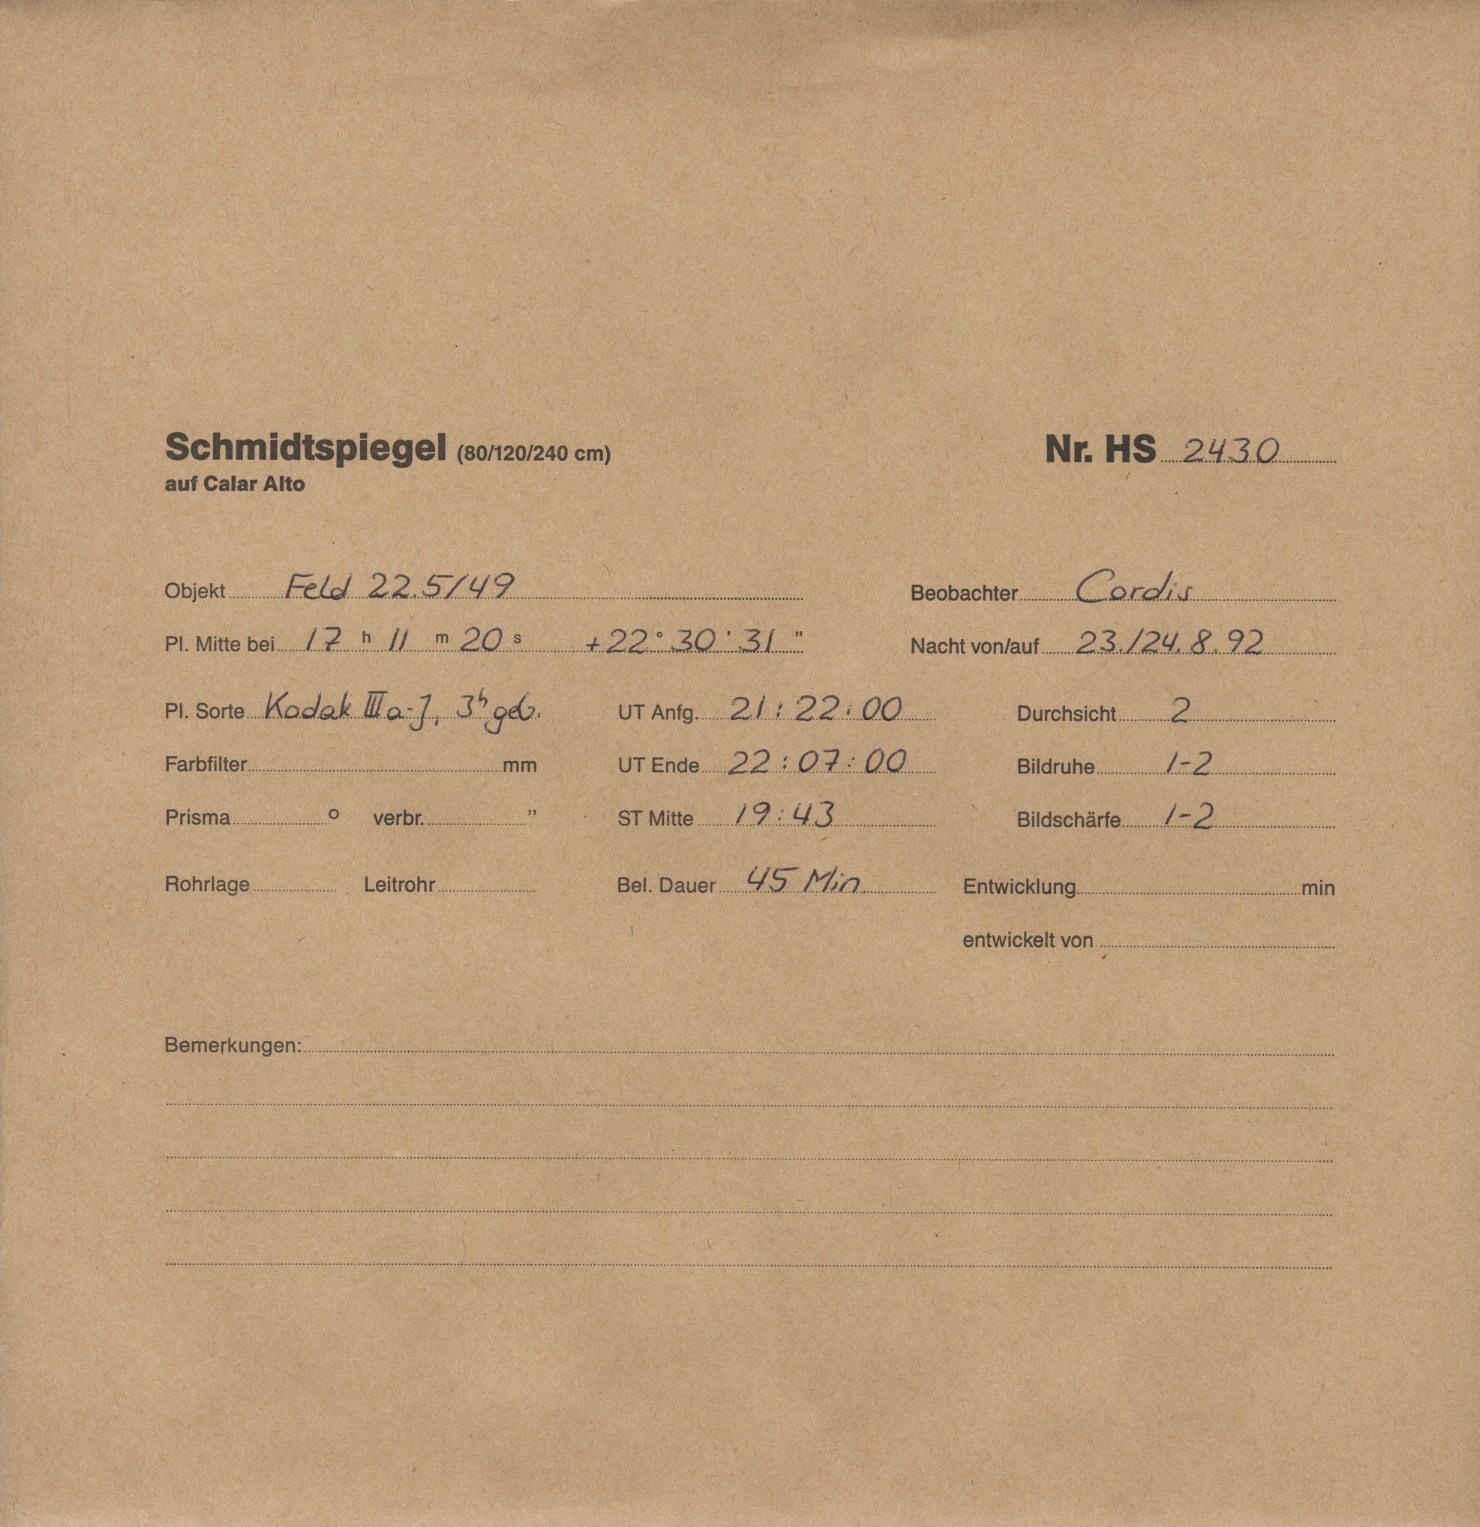 Schmidtspiegel (80/120/240 cm) Nr. HS 2430
auf Calar Alto
Objekt Feld 22.5/49 Beobachter Cordis
Pl. Mitte bei 17 h 11 m 20 s +22° 30' 31" Nacht von/auf 23./24.8.92
Pl. Sorte Kodak IIIa-J, 3h geb. UT Anfg. 21:22:00 Durchsicht 2
Farbfilter mm UT Ende 22:07:00 Bildruhe 1-2
Prisma ° verbr. " ST Mitte 19:43 Bildschärfe 1-2
Rohrlage Leitrohr Bel. Dauer 45 Min Entwicklung min
entwickelt von
Bemerkungen: